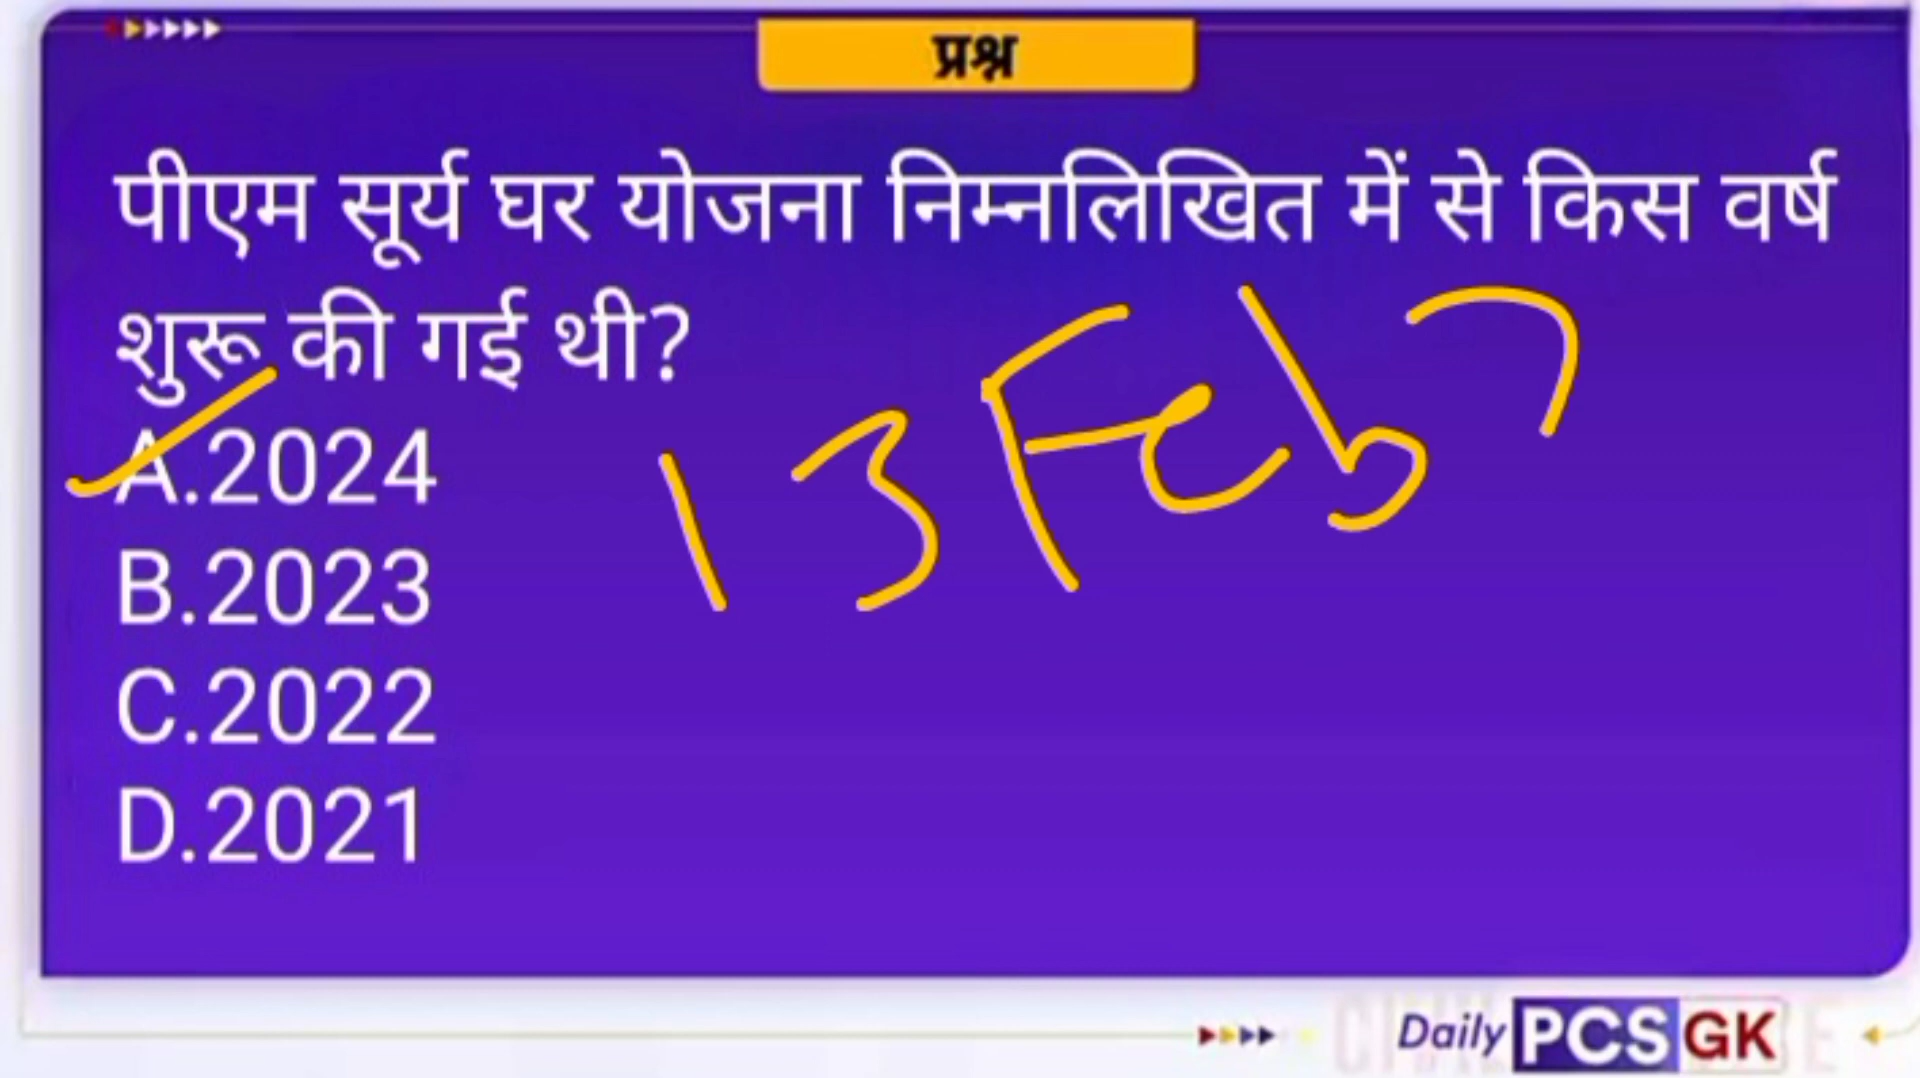 प्रश्न
पीएम सूर्य घर योजना निम्नलिखित में से किस वर्ष
शुरू की गई थी?
A.2024
B.2023
C.2022
D.2021
13 Feb
Daily PCS GK